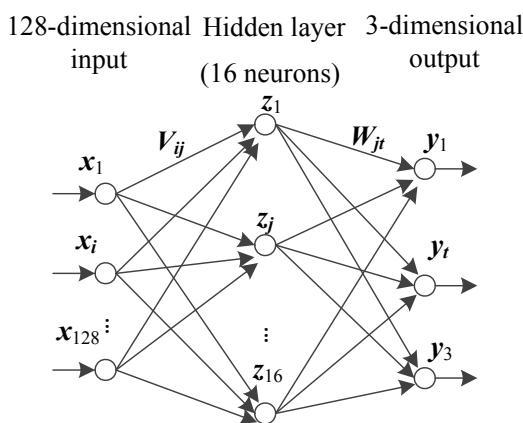 128-dimensional input
Hidden layer (16 neurons)
3-dimensional output
z1
Vij
Wjt
x1
y1
zj
xi
yt
x128 ⋮
⋮
z16
y3